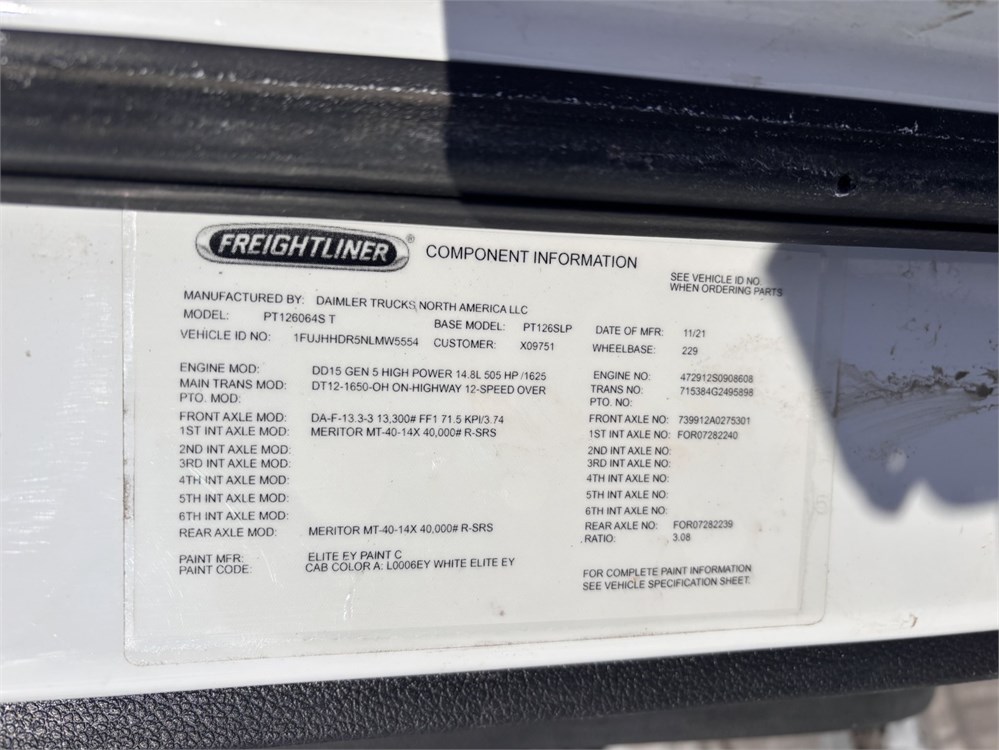 FREIGHTLINER® COMPONENT INFORMATION
SEE VEHICLE ID NO.
WHEN ORDERING PARTS
MANUFACTURED BY: DAIMLER TRUCKS NORTH AMERICA LLC
MODEL: PT126064S T BASE MODEL: PT126SLP DATE OF MFR: 11/21
VEHICLE ID NO: 1FUJHHDR5NLMW5554 CUSTOMER: X09751 WHEELBASE: 229
ENGINE MOD: DD15 GEN 5 HIGH POWER 14.8L 505 HP /1625 ENGINE NO: 472912S0908608
MAIN TRANS MOD: DT12-1650-OH ON-HIGHWAY 12-SPEED OVER TRANS NO: 715384G2495898
PTO. MOD: PTO. NO:
FRONT AXLE MOD: DA-F-13.3-3 13,300# FF1 71.5 KPI/3.74 FRONT AXLE NO: 739912A0275301
1ST INT AXLE MOD: MERITOR MT-40-14X 40,000# R-SRS 1ST INT AXLE NO: FOR07282240
2ND INT AXLE MOD: 2ND INT AXLE NO:
3RD INT AXLE MOD: 3RD INT AXLE NO:
4TH INT AXLE MOD: 4TH INT AXLE NO:
5TH INT AXLE MOD: 5TH INT AXLE NO:
6TH INT AXLE MOD: 6TH INT AXLE NO:
REAR AXLE MOD: MERITOR MT-40-14X 40,000# R-SRS REAR AXLE NO: FOR07282239
RATIO: 3.08
PAINT MFR: ELITE EY PAINT C
PAINT CODE: CAB COLOR A: L0006EY WHITE ELITE EY
FOR COMPLETE PAINT INFORMATION
SEE VEHICLE SPECIFICATION SHEET.